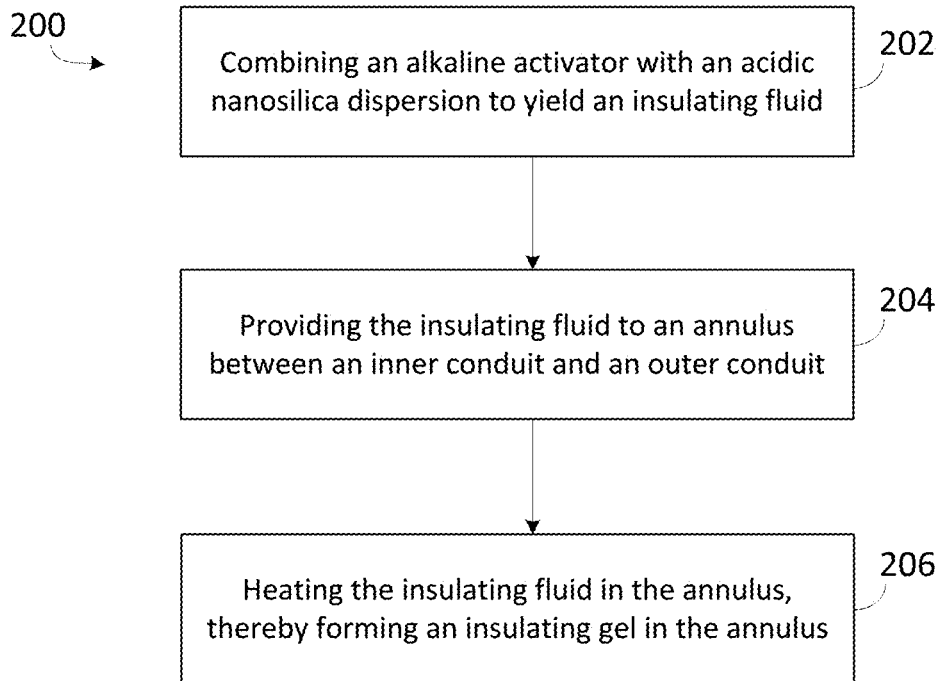 200
202
Combining an alkaline activator with an acidic
nanosilica dispersion to yield an insulating fluid
204
Providing the insulating fluid to an annulus
between an inner conduit and an outer conduit
206
Heating the insulating fluid in the annulus,
thereby forming an insulating gel in the annulus